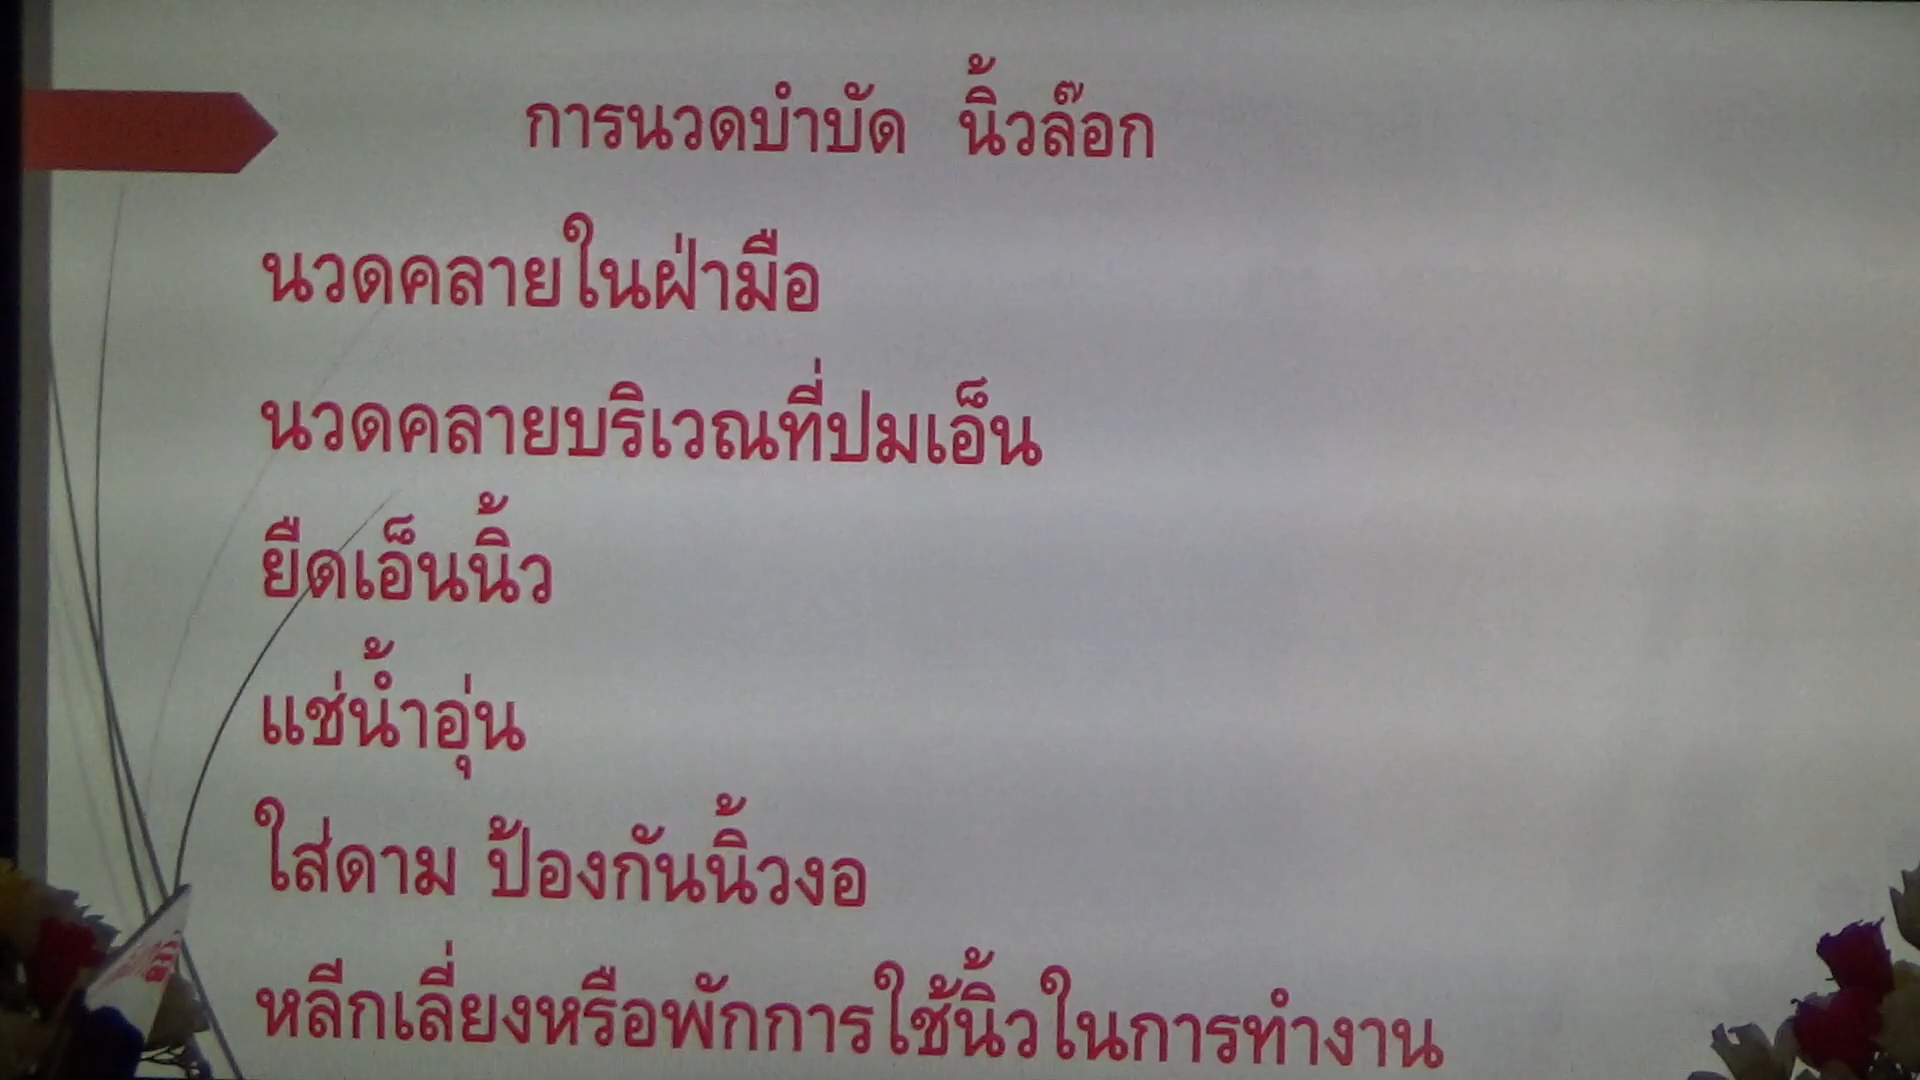 การนวดบำบัด นิ้วล๊อก
นวดคลายในฝ่ามือ
นวดคลายบริเวณที่ปมเอ็น
ยืดเอ็นนิ้ว
แช่น้ำอุ่น
ใส่ดาม ป้องกันนิ้วงอ
หลีกเลี่ยงหรือพักการใช้นิ้วในการทำงาน